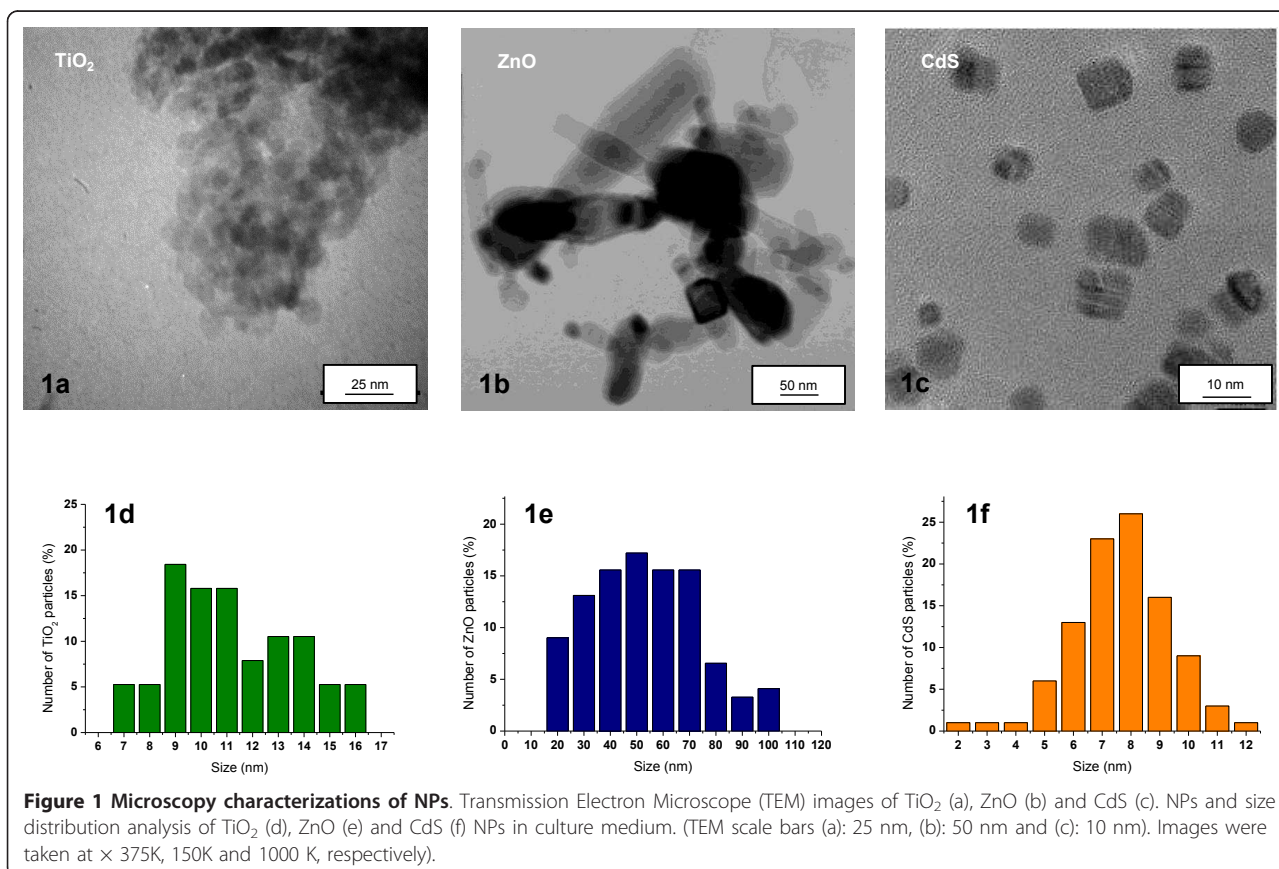 TiO₂
ZnO
CdS
1a
25 nm
1b
50 nm
1c
10 nm
1d
Number of TiO₂ particles (%)
25
20
15
10
5
0
6 7 8 9 10 11 12 13 14 15 16 17
Size (nm)
1e
Number of ZnO particles (%)
20
15
10
5
0
0 10 20 30 40 50 60 70 80 90 100 110 120
Size (nm)
1f
Number of CdS particles (%)
25
20
15
10
5
0
2 3 4 5 6 7 8 9 10 11 12
Size (nm)
Figure 1 Microscopy characterizations of NPs. Transmission Electron Microscope (TEM) images of TiO₂ (a), ZnO (b) and CdS (c). NPs and size
distribution analysis of TiO₂ (d), ZnO (e) and CdS (f) NPs in culture medium. (TEM scale bars (a): 25 nm, (b): 50 nm and (c): 10 nm). Images were
taken at × 375K, 150K and 1000 K, respectively).